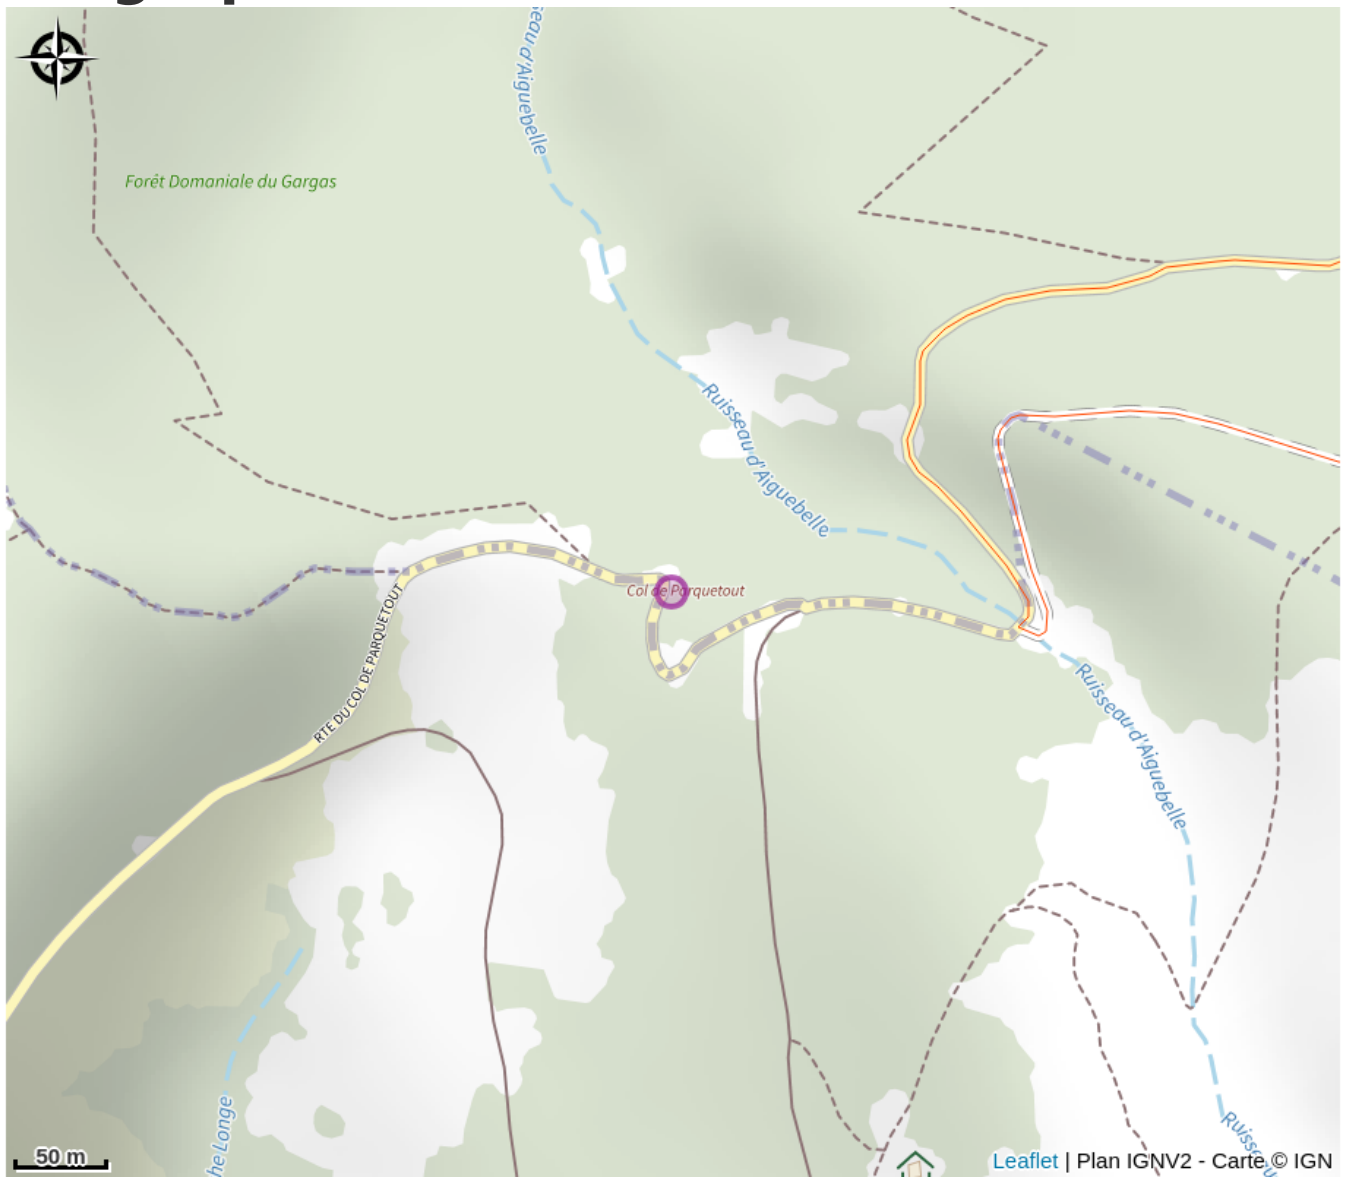 eau d'Aiguebelle
Forêt Domaniale du Gargas
Ruisseau d'Aiguebelle
Col de Parquetout
RTE DU COL DE PARQUETOUT
Ruisseau d'Aiguebelle
he Longe
50 m
Leaflet | Plan IGNV2 - Carte © IGN